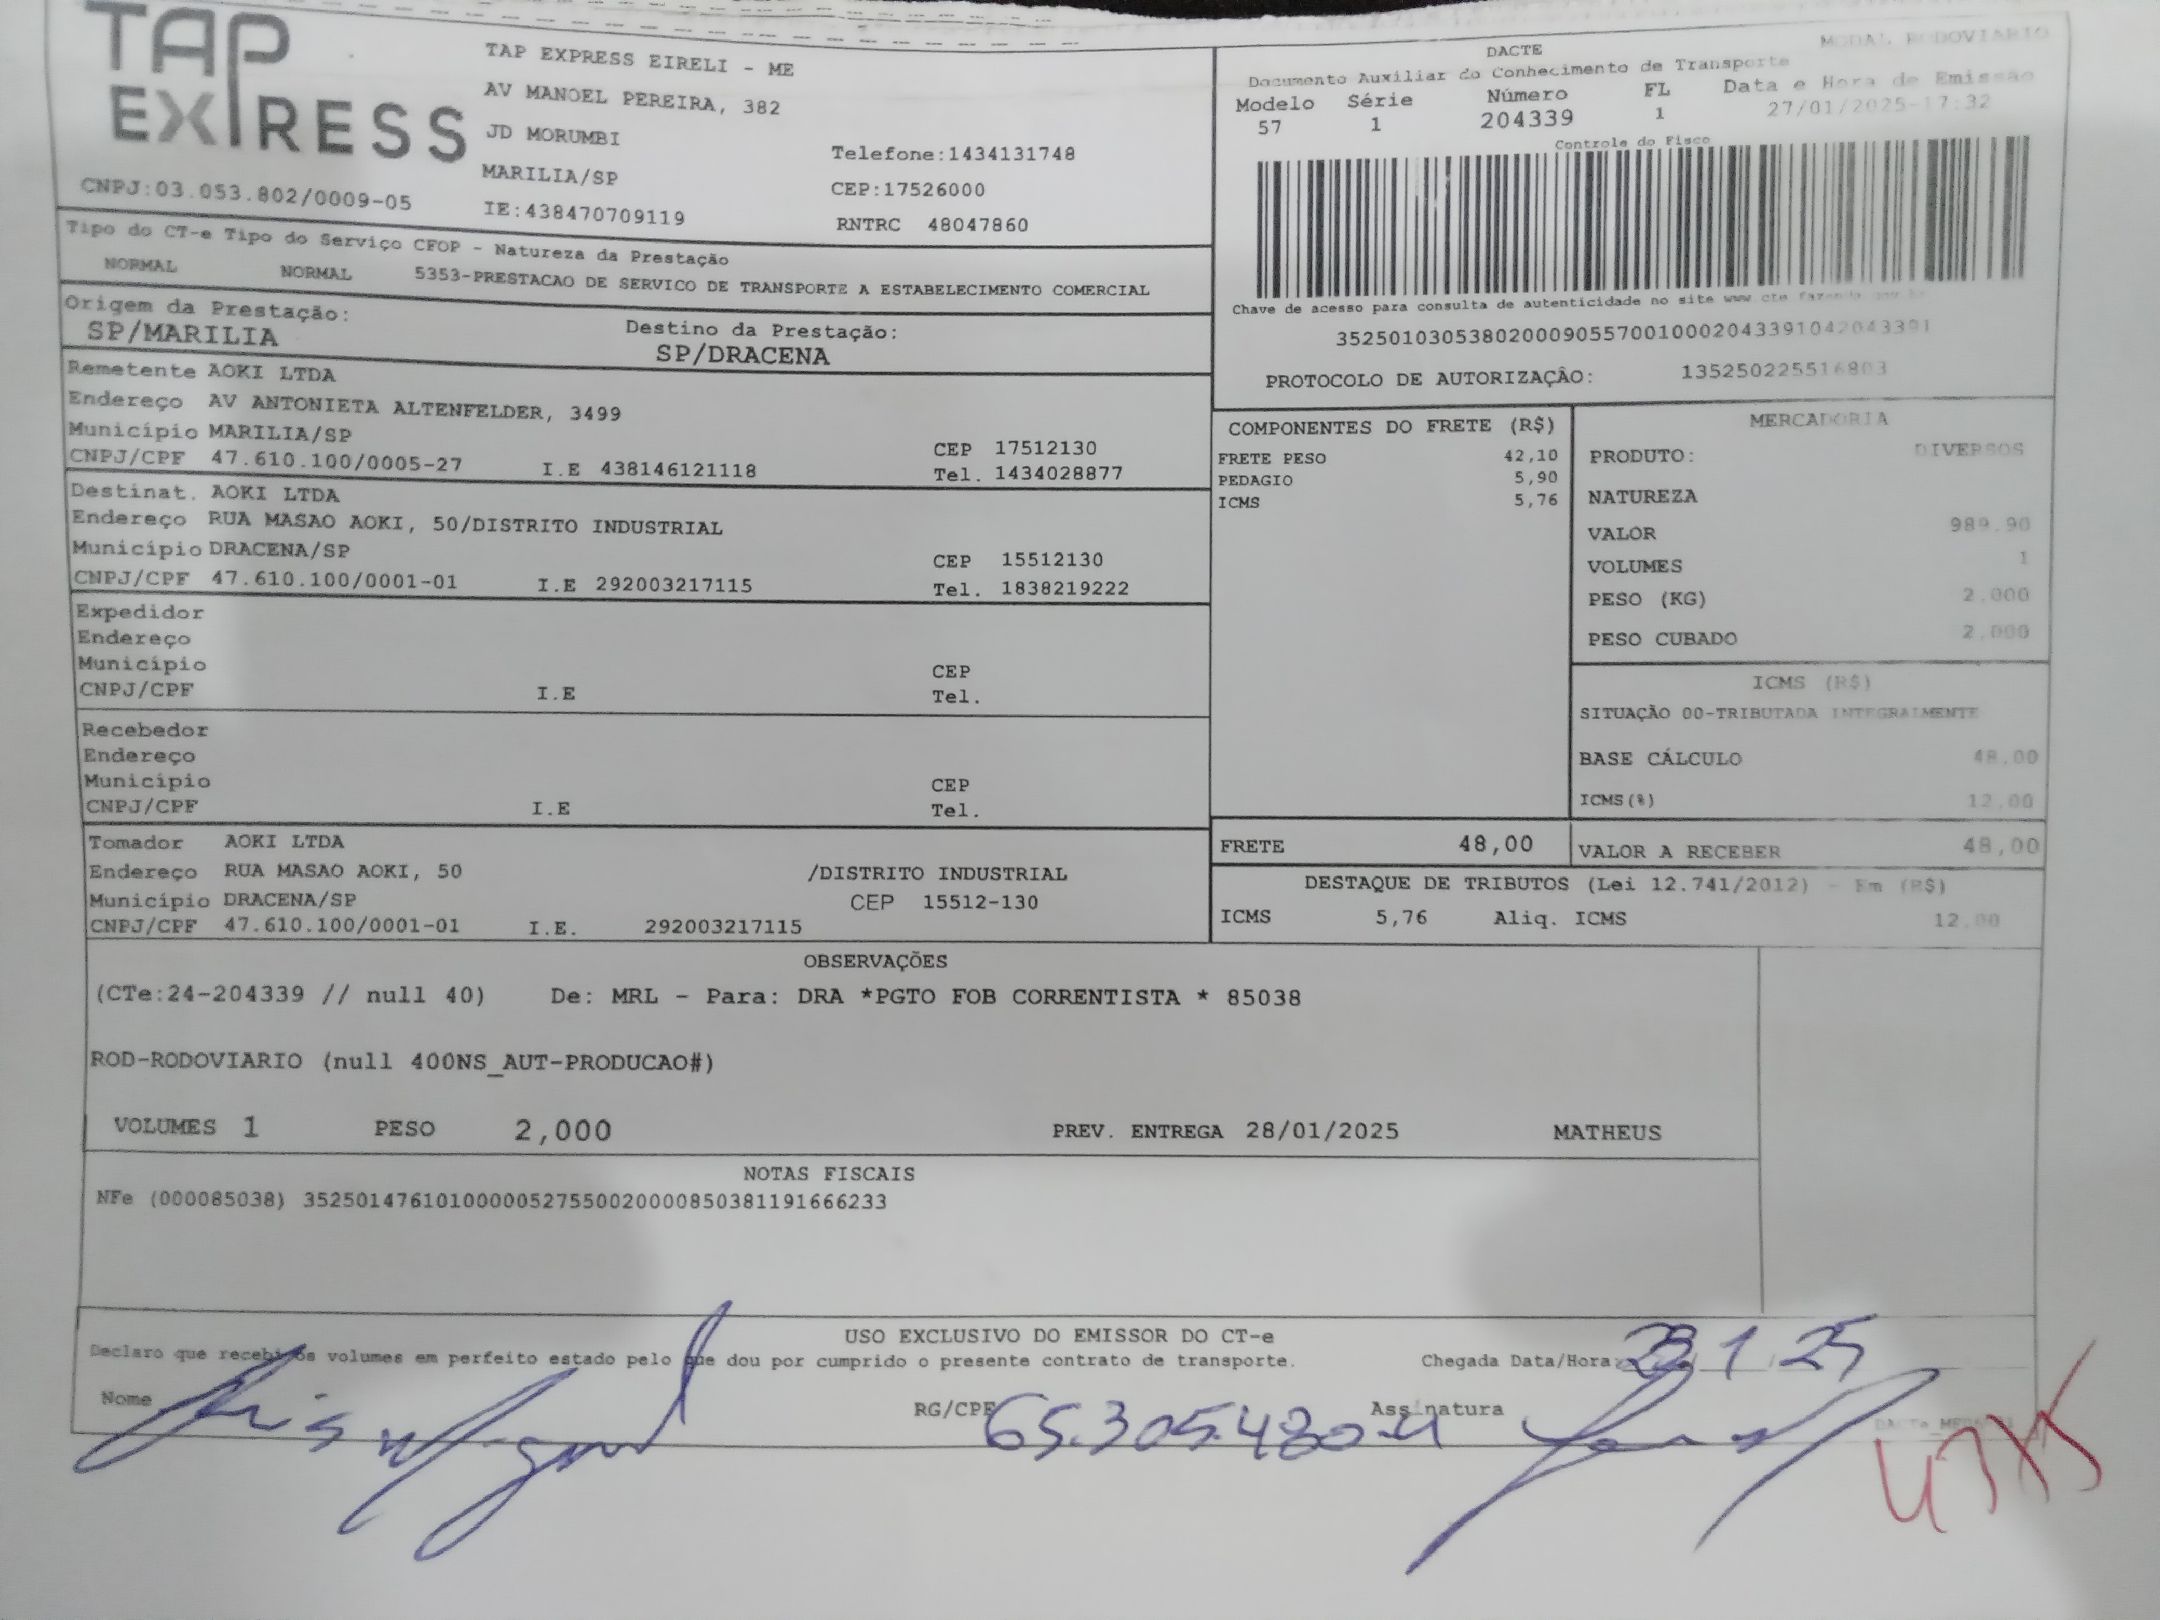 TAP EXPRESS
TAP EXPRESS EIRELI - ME
AV MANOEL PEREIRA, 382
JD MORUMBI
Telefone:1434131748
MARILIA/SP
CEP:17526000
CNPJ:03.053.802/0009-05
IE:438470709119
RNTRC 48047860
MODAL RODOVIARIO
DACTE
Documento Auxiliar do Conhecimento de Transporte
Modelo Série Número FL Data e Hora de Emissão
57 1 204339 1 27/01/2025-17:32
Controle do Fisco
Chave de acesso para consulta de autenticidade no site www.cte.fazenda.gov.br
35250103053802000905570010002043391042043391
PROTOCOLO DE AUTORIZAÇÂO: 135250225516803
Tipo do CT-e Tipo do Serviço CFOP - Natureza da Prestação
NORMAL NORMAL 5353-PRESTACAO DE SERVICO DE TRANSPORTE A ESTABELECIMENTO COMERCIAL
Origem da Prestação: Destino da Prestação:
SP/MARILIA SP/DRACENA
Remetente AOKI LTDA
Endereço AV ANTONIETA ALTENFELDER, 3499
Município MARILIA/SP CEP 17512130
CNPJ/CPF 47.610.100/0005-27 I.E 438146121118 Tel. 1434028877
Destinat. AOKI LTDA
Endereço RUA MASAO AOKI, 50/DISTRITO INDUSTRIAL
Município DRACENA/SP CEP 15512130
CNPJ/CPF 47.610.100/0001-01 I.E 292003217115 Tel. 1838219222
Expedidor
Endereço
Município CEP
CNPJ/CPF I.E Tel.
Recebedor
Endereço
Município CEP
CNPJ/CPF I.E Tel.
Tomador AOKI LTDA
Endereço RUA MASAO AOKI, 50 /DISTRITO INDUSTRIAL
Município DRACENA/SP CEP 15512-130
CNPJ/CPF 47.610.100/0001-01 I.E. 292003217115
COMPONENTES DO FRETE (R$)
FRETE PESO 42,10
PEDAGIO 5,90
ICMS 5,76
FRETE 48,00
MERCADORIA
PRODUTO: DIVERSOS
NATUREZA
VALOR 989.90
VOLUMES 1
PESO (KG) 2.000
PESO CUBADO 2,000
ICMS (R$)
SITUAÇÃO 00-TRIBUTADA INTEGRALMENTE
BASE CÁLCULO 48.00
ICMS(%) 12,00
VALOR A RECEBER 48,00
DESTAQUE DE TRIBUTOS (Lei 12.741/2012) - Em (R$)
ICMS 5,76 Aliq. ICMS 12,00
OBSERVAÇÕES
(CTe:24-204339 // null 40) De: MRL - Para: DRA *PGTO FOB CORRENTISTA * 85038
ROD-RODOVIARIO (null 400NS_AUT-PRODUCAO#)
VOLUMES 1 PESO 2,000 PREV. ENTREGA 28/01/2025 MATHEUS
NOTAS FISCAIS
NFe (000085038) 35250147610100000527550020000850381191666233
USO EXCLUSIVO DO EMISSOR DO CT-e
Declaro que recebi os volumes em perfeito estado pelo que dou por cumprido o presente contrato de transporte. Chegada Data/Hora: 28 1 25
Nome RG/CPF 65.305.480-4 Assinatura